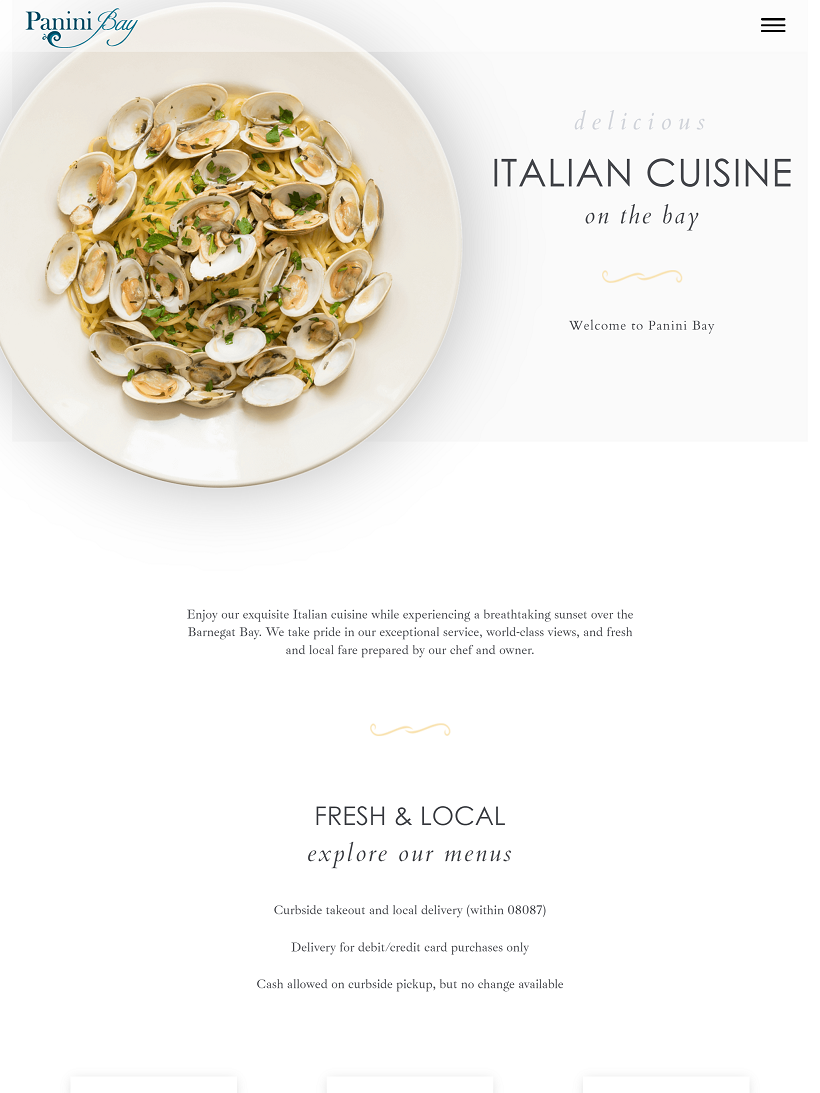 Panini Bay
delicious
ITALIAN CUISINE
on the bay
Welcome to Panini Bay
Enjoy our exquisite Italian cuisine while experiencing a breathtaking sunset over the
Barnegat Bay. We take pride in our exceptional service, world-class views, and fresh
and local fare prepared by our chef and owner.
FRESH & LOCAL
explore our menus
Curbside takeout and local delivery (within 08087)
Delivery for debit/credit card purchases only
Cash allowed on curbside pickup, but no change available